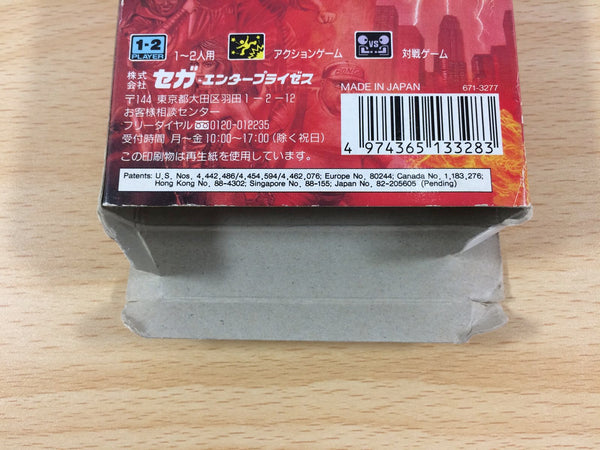 1-2
PLAYER
1〜2人用
アクションゲーム
VS
対戦ゲーム
株式会社 セガ・エンタープライゼス
〒144 東京都大田区羽田1-2-12
お客様相談センター
フリーダイヤル 0120-012235
受付時間 月〜金10:00〜17:00(除く祝日)
この印刷物は再生紙を使用しています。
MADE IN JAPAN
671-3277
4 974365 133283
Patents: U,S, Nos, 4,442,486/4,454,594/4,462,076; Europe No, 80244; Canada No, 1,183,276;
Hong Kong No, 88-4302; Singapore No, 88-155; Japan No, 82-205605 (Pending)